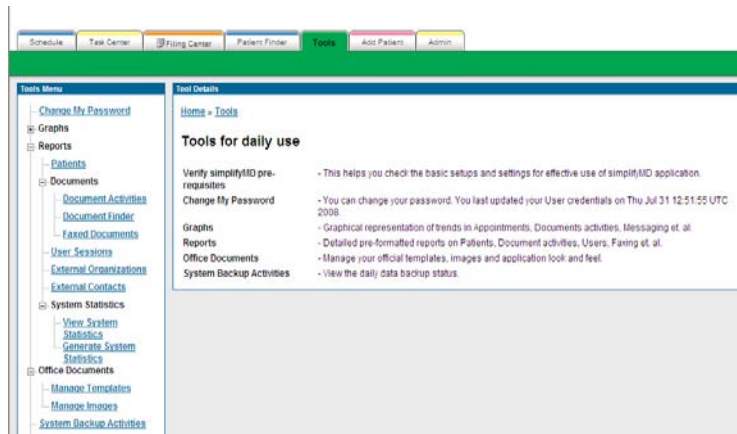 Schedule
Task Center
Filing Center
Patient Finder
Tools
Add Patient
Admin
Tools Menu
Change My Password
Graphs
Reports
Patients
Documents
Document Activities
Document Finder
Faxed Documents
User Sessions
External Organizations
External Contacts
System Statistics
View System
Statistics
Generate System
Statistics
Office Documents
Manage Templates
Manage Images
System Backup Activities
Tool Details
Home » Tools
Tools for daily use
Verify simplifyMD pre-
requisites
- This helps you check the basic setups and settings for effective use of simplifyMD application.
Change My Password
- You can change your password. You last updated your User credentials on Thu Jul 31 12:51:55 UTC
2008.
Graphs
- Graphical representation of trends in Appointments, Documents activities, Messaging et. al.
Reports
- Detailed pre-formatted reports on Patients, Document activities, Users, Faxing et. al.
Office Documents
- Manage your official templates, images and application look and feel.
System Backup Activities
- View the daily data backup status.